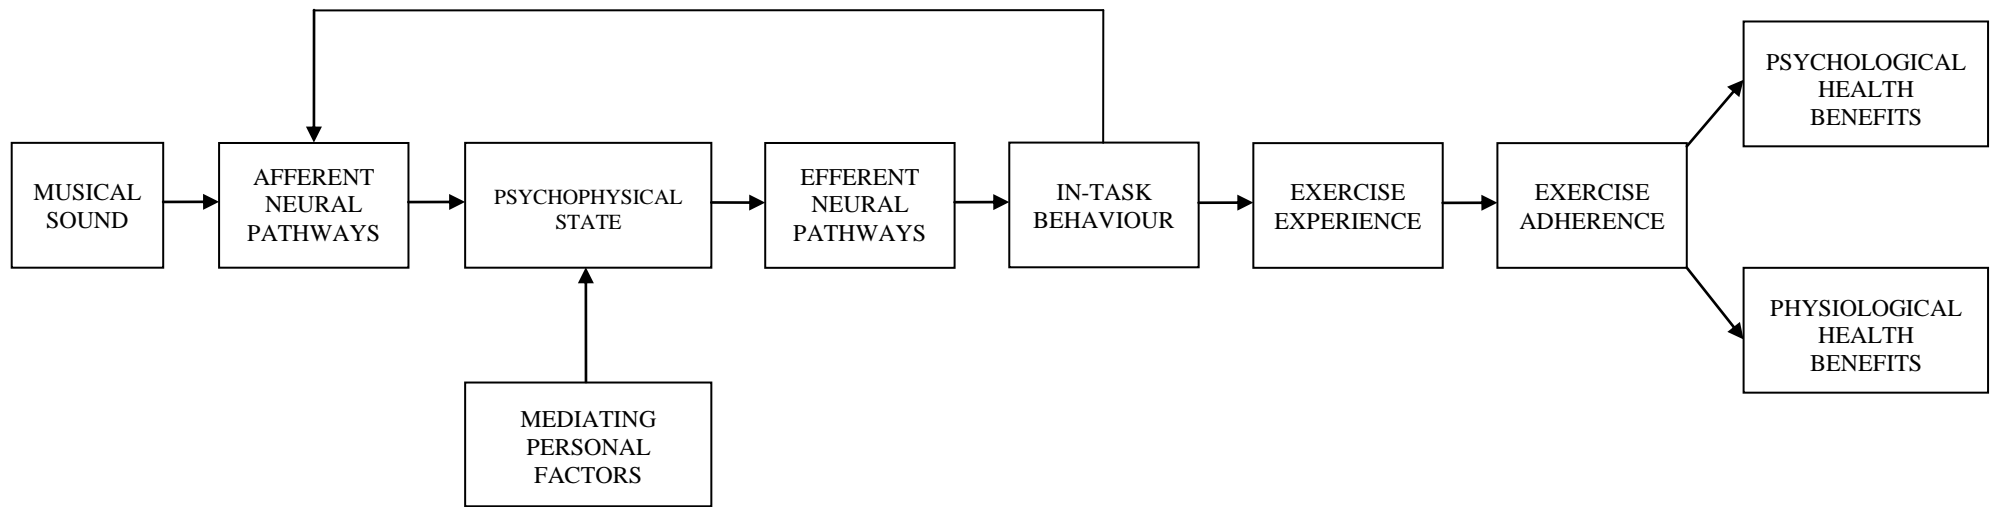 MUSICAL
SOUND
AFFERENT
NEURAL
PATHWAYS
PSYCHOPHYSICAL
STATE
EFFERENT
NEURAL
PATHWAYS
IN-TASK
BEHAVIOUR
EXERCISE
EXPERIENCE
EXERCISE
ADHERENCE
PSYCHOLOGICAL
HEALTH
BENEFITS
PHYSIOLOGICAL
HEALTH
BENEFITS
MEDIATING
PERSONAL
FACTORS